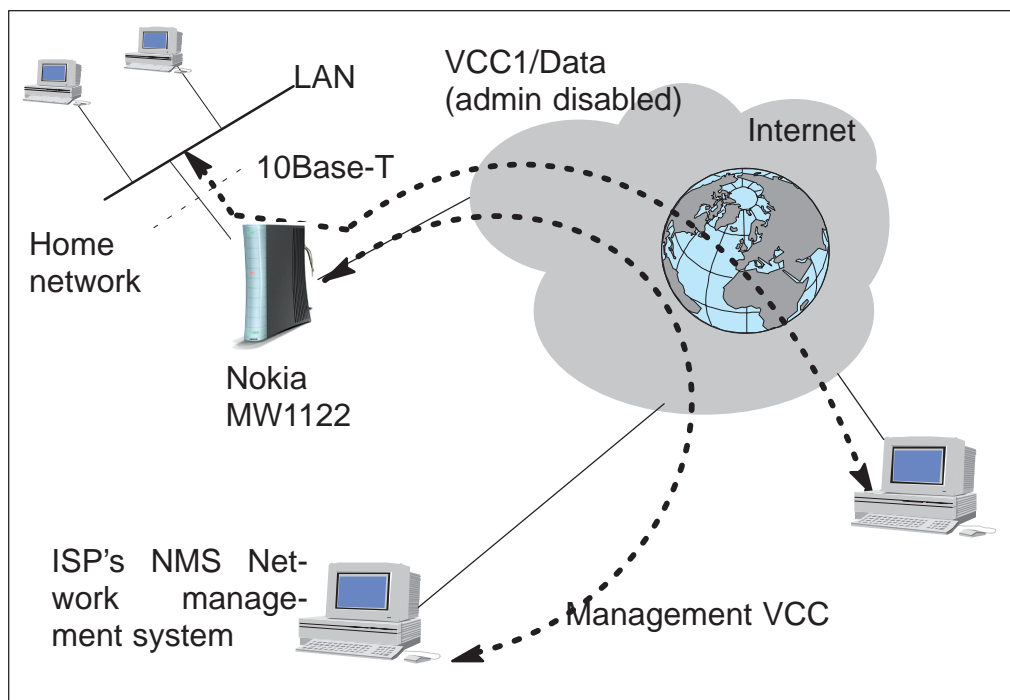 LAN
VCC1/Data
(admin disabled)
Internet
10Base-T
Home
network
Nokia
MW1122
ISP's NMS Net-
work manage-
ment system
Management VCC